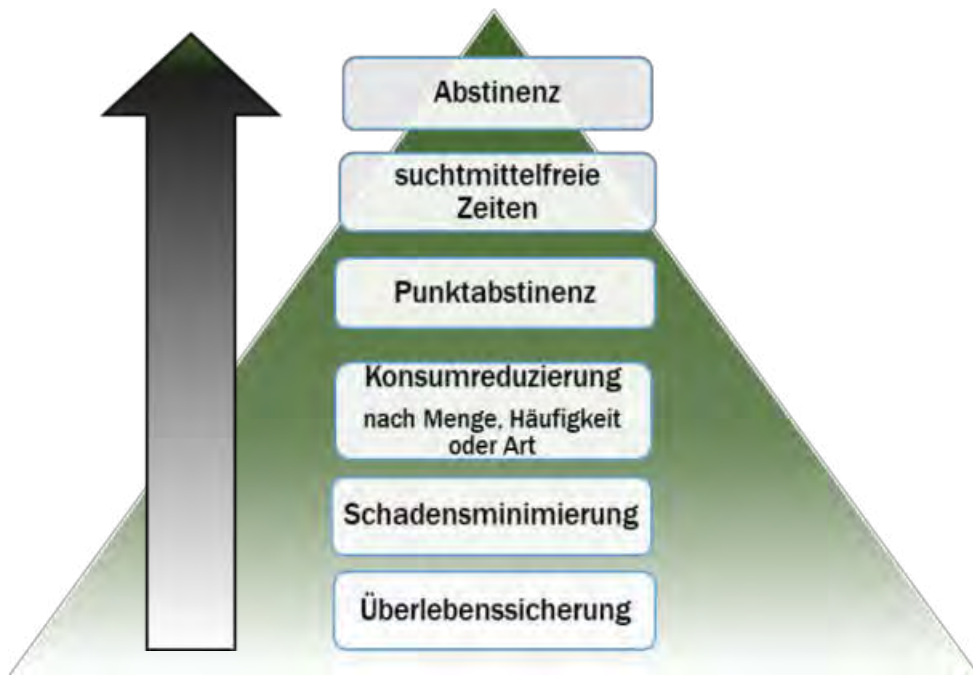 Abstinenz
suchtmittelfreie
Zeiten
Punktabstinenz
Konsumreduzierung
nach Menge, Häufigkeit
oder Art
Schadensminimierung
Überlebenssicherung